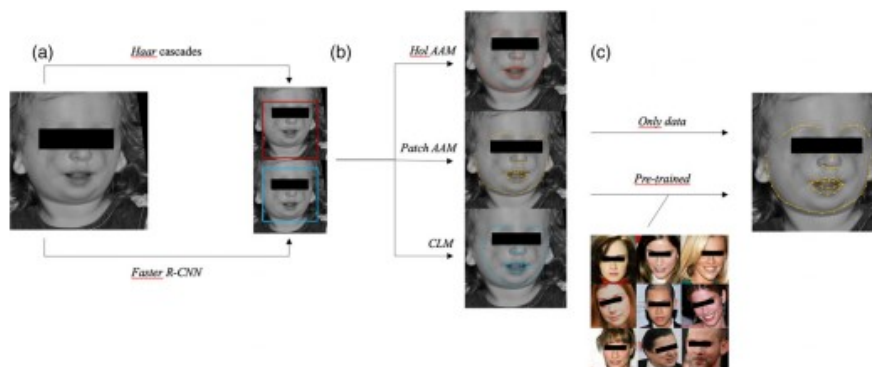 (a)
Haar cascades
Faster R-CNN
(b)
Hol AAM
Patch AAM
CLM
(c)
Only data
Pre-trained